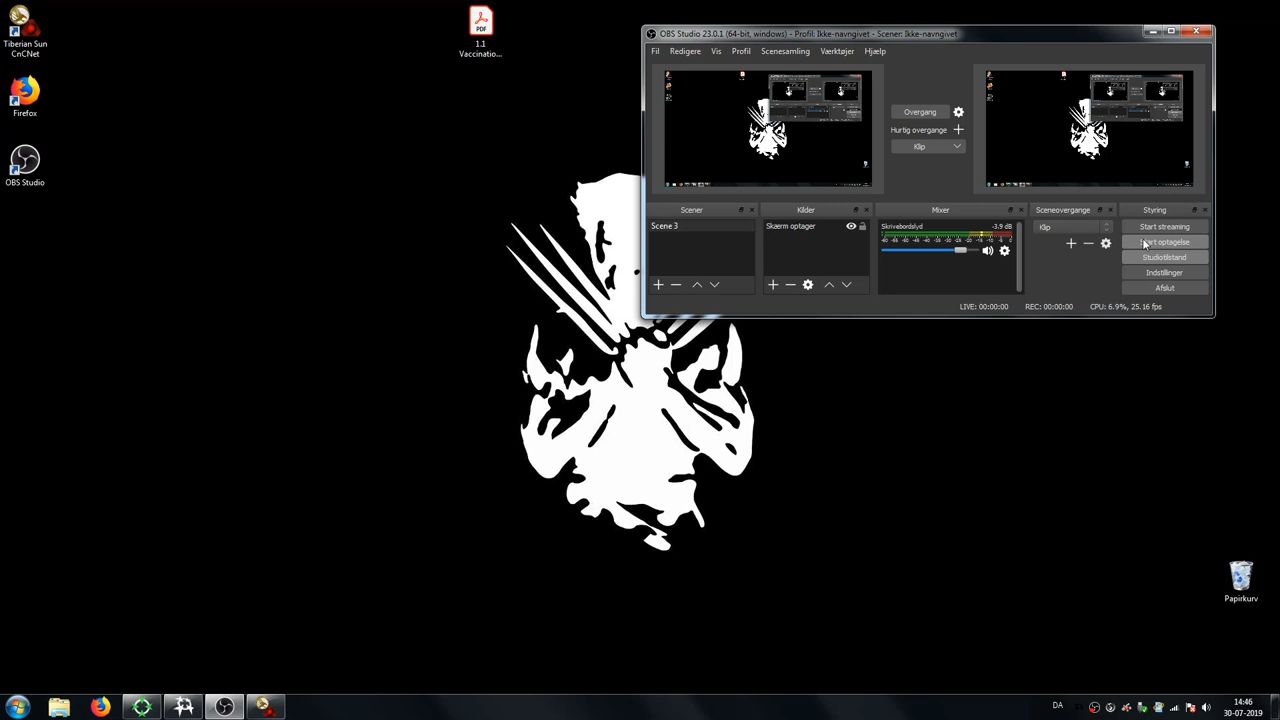 Tiberian Sun
CnCNet
Firefox
OBS Studio
PDF
1.1
Vaccinatio...
OBS Studio 23.0.1 (64-bit, windows) - Profil: Ikke-navngivet - Scener: Ikke-navngivet
Fil Redigere Vis Profil Scenesamling Værktøjer Hjælp
Overgang
Hurtig overgange
Klip
Scener Kilder Mixer Sceneovergange Styring
Scene 3
Skærm optager
Skrivebordslyd -3.9 dB
Klip
Start streaming
optagelse
Studiotilstand
Indstillinger
Afslut
LIVE: 00:00:00 REC: 00:00:00 CPU: 6.9%, 25.16 fps
Papirkurv
DA
14:46
30-07-2019